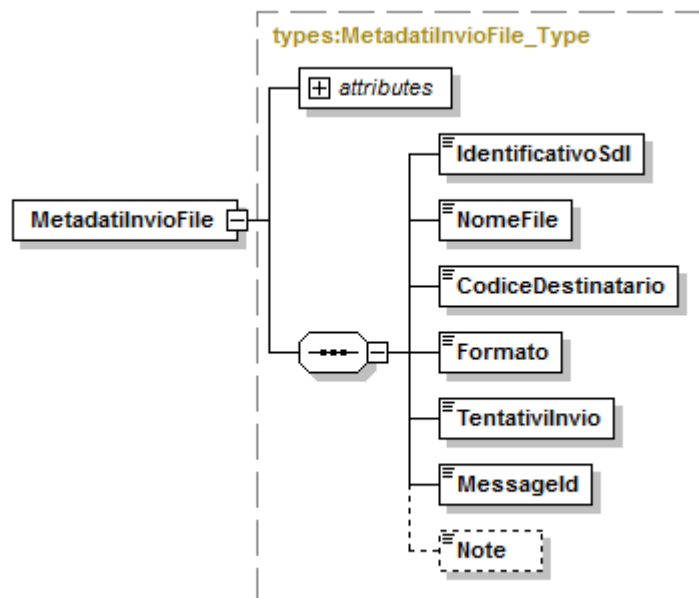 types:MetadatiInvioFile_Type
attributes
MetadatiInvioFile
IdentificativoSdI
NomeFile
CodiceDestinatario
Formato
TentativiInvio
MessageId
Note